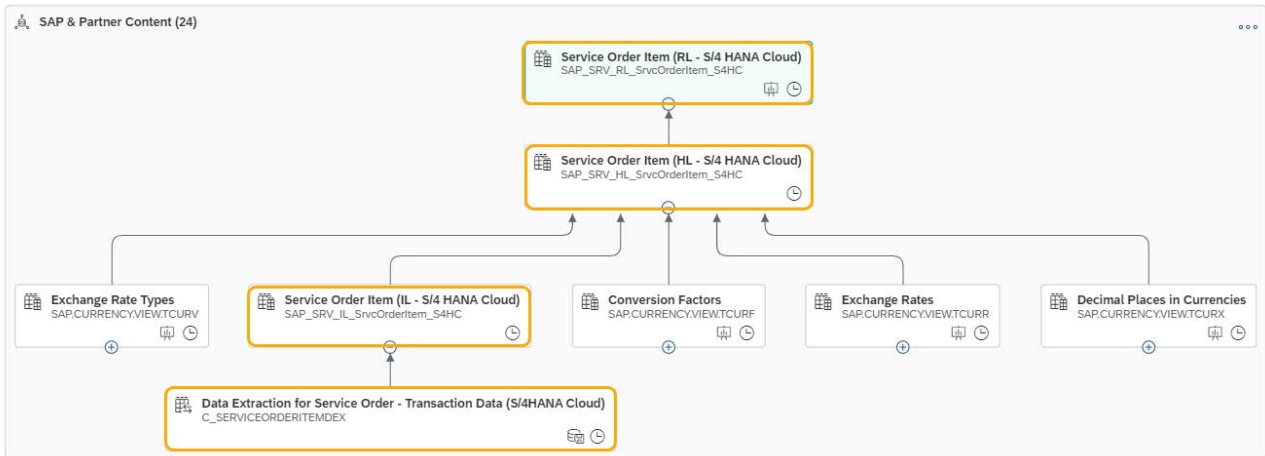 SAP & Partner Content (24)
Service Order Item (RL - S/4 HANA Cloud)
SAP_SRV_RL_SrvcOrderItem_S4HC
Service Order Item (HL - S/4 HANA Cloud)
SAP_SRV_HL_SrvcOrderItem_S4HC
Exchange Rate Types
SAP.CURRENCY.VIEW.TCURV
Service Order Item (IL - S/4 HANA Cloud)
SAP_SRV_IL_SrvcOrderItem_S4HC
Conversion Factors
SAP.CURRENCY.VIEW.TCURF
Exchange Rates
SAP.CURRENCY.VIEW.TCURR
Decimal Places in Currencies
SAP.CURRENCY.VIEW.TCURX
Data Extraction for Service Order - Transaction Data (S/4HANA Cloud)
C_SERVICEORDERITEMDEX